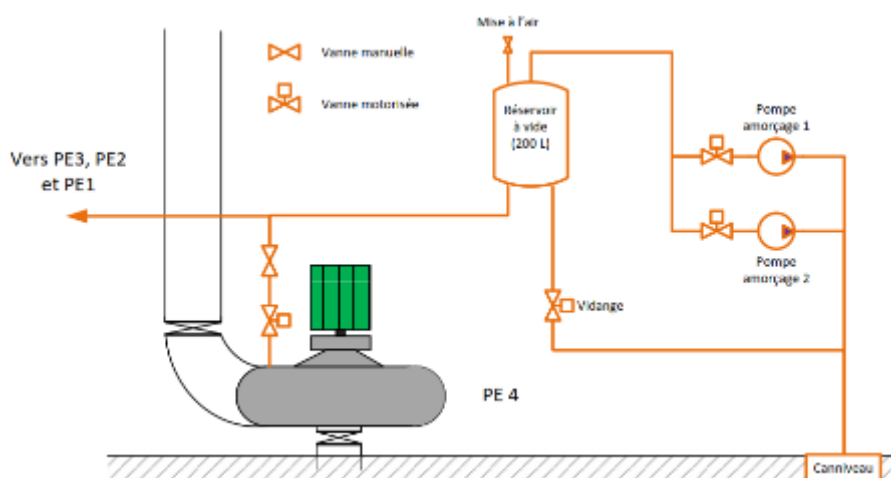 Mise à l'air
Vanne manuelle
Vanne motorisée
Réservoir
à vide
(200 L)
Pompe
amorçage 1
Vers PE3, PE2
et PE1
Pompe
amorçage 2
Vidange
PE 4
Canniveau